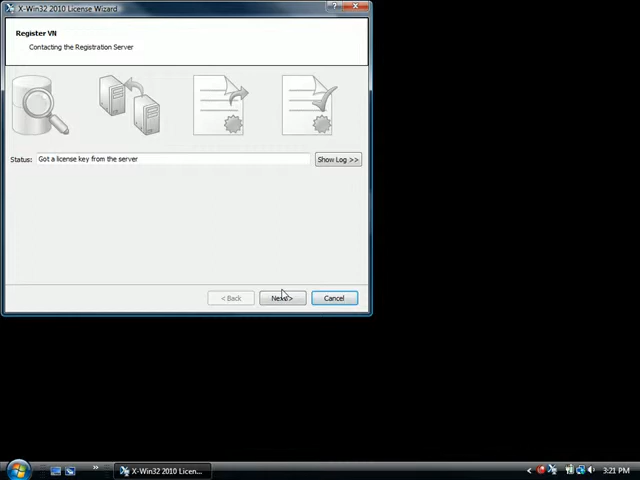 X-Win32 2010 License Wizard
Register VN
Contacting the Registration Server
Status: Got a license key from the server
Show Log >>
< Back
Cancel
X-Win32 2010 Licen...
3:21 PM